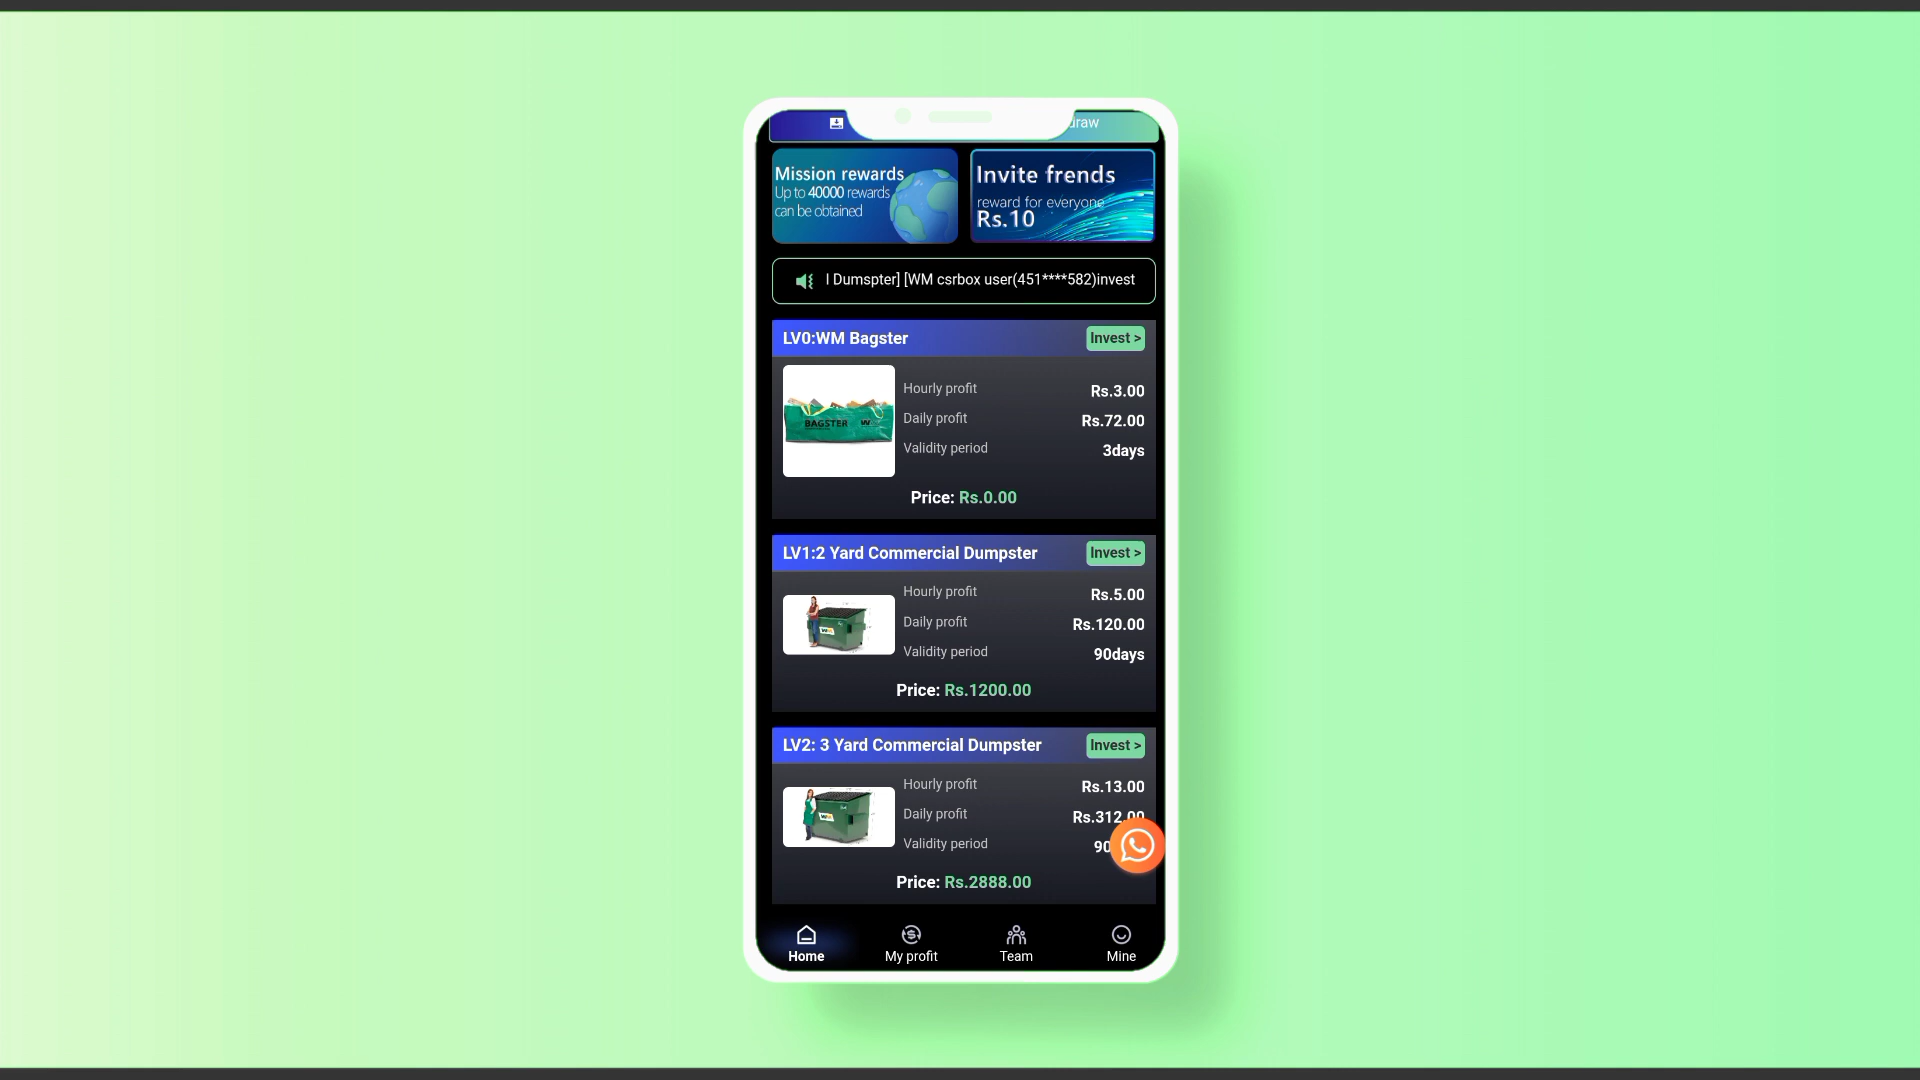 draw
Mission rewards
Up to 40000 rewards
can be obtained
Invite frends
reward for everyone
Rs.10
l Dumspter] [WM csrbox user(451****582)invest
LV0:WM Bagster
Invest >
BAGSTER
Hourly profit
Rs.3.00
Daily profit
Rs.72.00
Validity period
3days
Price: Rs.0.00
LV1:2 Yard Commercial Dumpster
Invest >
Hourly profit
Rs.5.00
Daily profit
Rs.120.00
Validity period
90days
Price: Rs.1200.00
LV2: 3 Yard Commercial Dumpster
Invest >
Hourly profit
Rs.13.00
Daily profit
Rs.312.00
Validity period
90
Price: Rs.2888.00
Home
My profit
Team
Mine